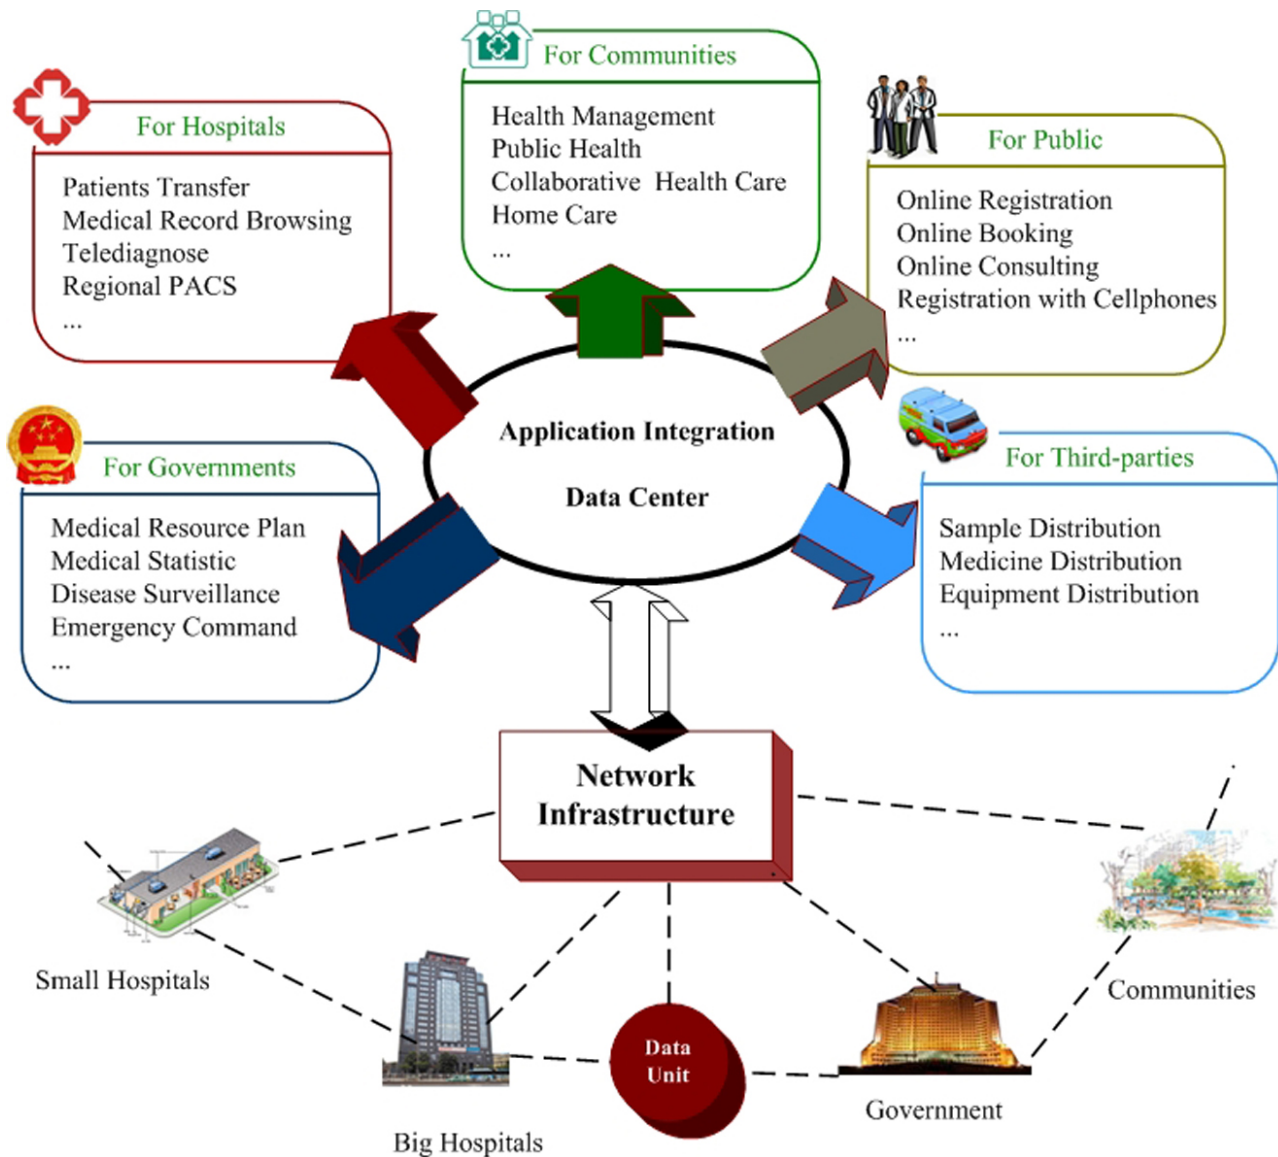 For Communities
Health Management
Public Health
Collaborative Health Care
Home Care
...
For Hospitals
Patients Transfer
Medical Record Browsing
Telediagnose
Regional PACS
...
For Public
Online Registration
Online Booking
Online Consulting
Registration with Cellphones
...
Application Integration
Data Center
For Governments
Medical Resource Plan
Medical Statistic
Disease Surveillance
Emergency Command
...
For Third-parties
Sample Distribution
Medicine Distribution
Equipment Distribution
...
Network
Infrastructure
Small Hospitals
Big Hospitals
Data
Unit
Government
Communities